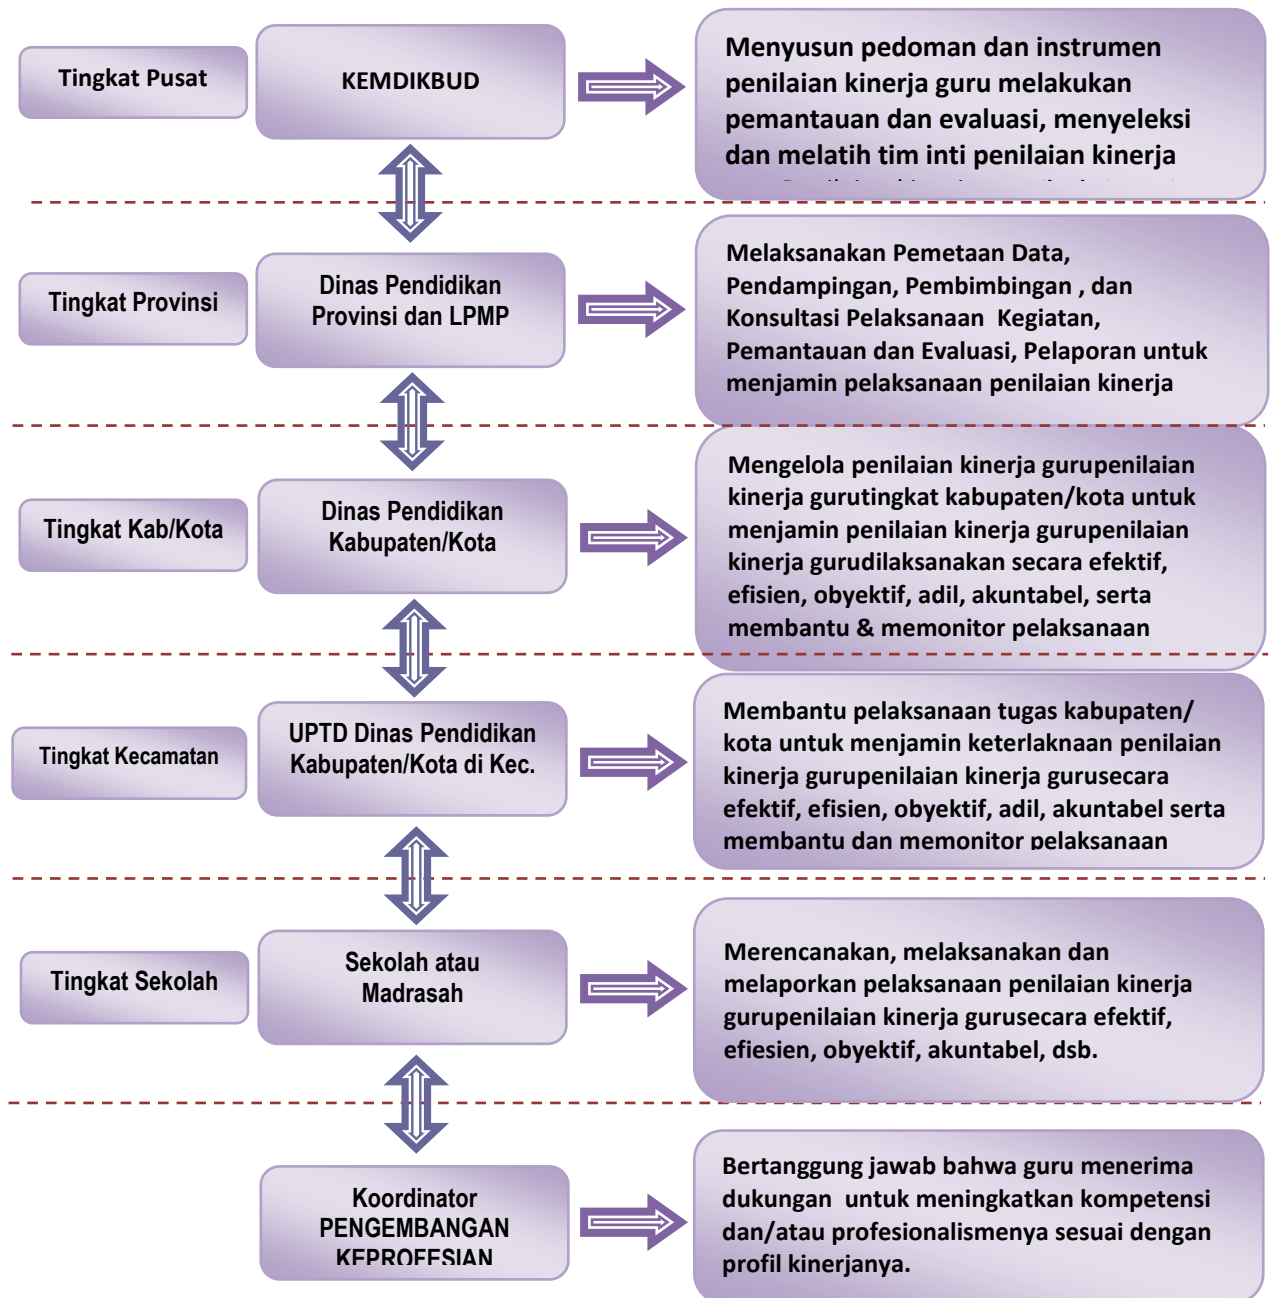 Tingkat Pusat
KEMDIKBUD
Menyusun pedoman dan instrumen
penilaian kinerja guru melakukan
pemantauan dan evaluasi, menyeleksi
dan melatih tim inti penilaian kinerja
Tingkat Provinsi
Dinas Pendidikan
Provinsi dan LPMP
Melaksanakan Pemetaan Data,
Pendampingan, Pembimbingan , dan
Konsultasi Pelaksanaan Kegiatan,
Pemantauan dan Evaluasi, Pelaporan untuk
menjamin pelaksanaan penilaian kinerja
Tingkat Kab/Kota
Dinas Pendidikan
Kabupaten/Kota
Mengelola penilaian kinerja gurupenilaian
kinerja gurutingkat kabupaten/kota untuk
menjamin penilaian kinerja gurupenilaian
kinerja gurudilaksanakan secara efektif,
efisien, obyektif, adil, akuntabel, serta
membantu & memonitor pelaksanaan
Tingkat Kecamatan
UPTD Dinas Pendidikan
Kabupaten/Kota di Kec.
Membantu pelaksanaan tugas kabupaten/
kota untuk menjamin keterlaknaan penilaian
kinerja gurupenilaian kinerja gurusecara
efektif, efisien, obyektif, adil, akuntabel serta
membantu dan memonitor pelaksanaan
Tingkat Sekolah
Sekolah atau
Madrasah
Merencanakan, melaksanakan dan
melaporkan pelaksanaan penilaian kinerja
gurupenilaian kinerja gurusecara efektif,
efiesien, obyektif, akuntabel, dsb.
Koordinator
PENGEMBANGAN
KEPROFESIAN
Bertanggung jawab bahwa guru menerima
dukungan untuk meningkatkan kompetensi
dan/atau profesionalismenya sesuai dengan
profil kinerjanya.